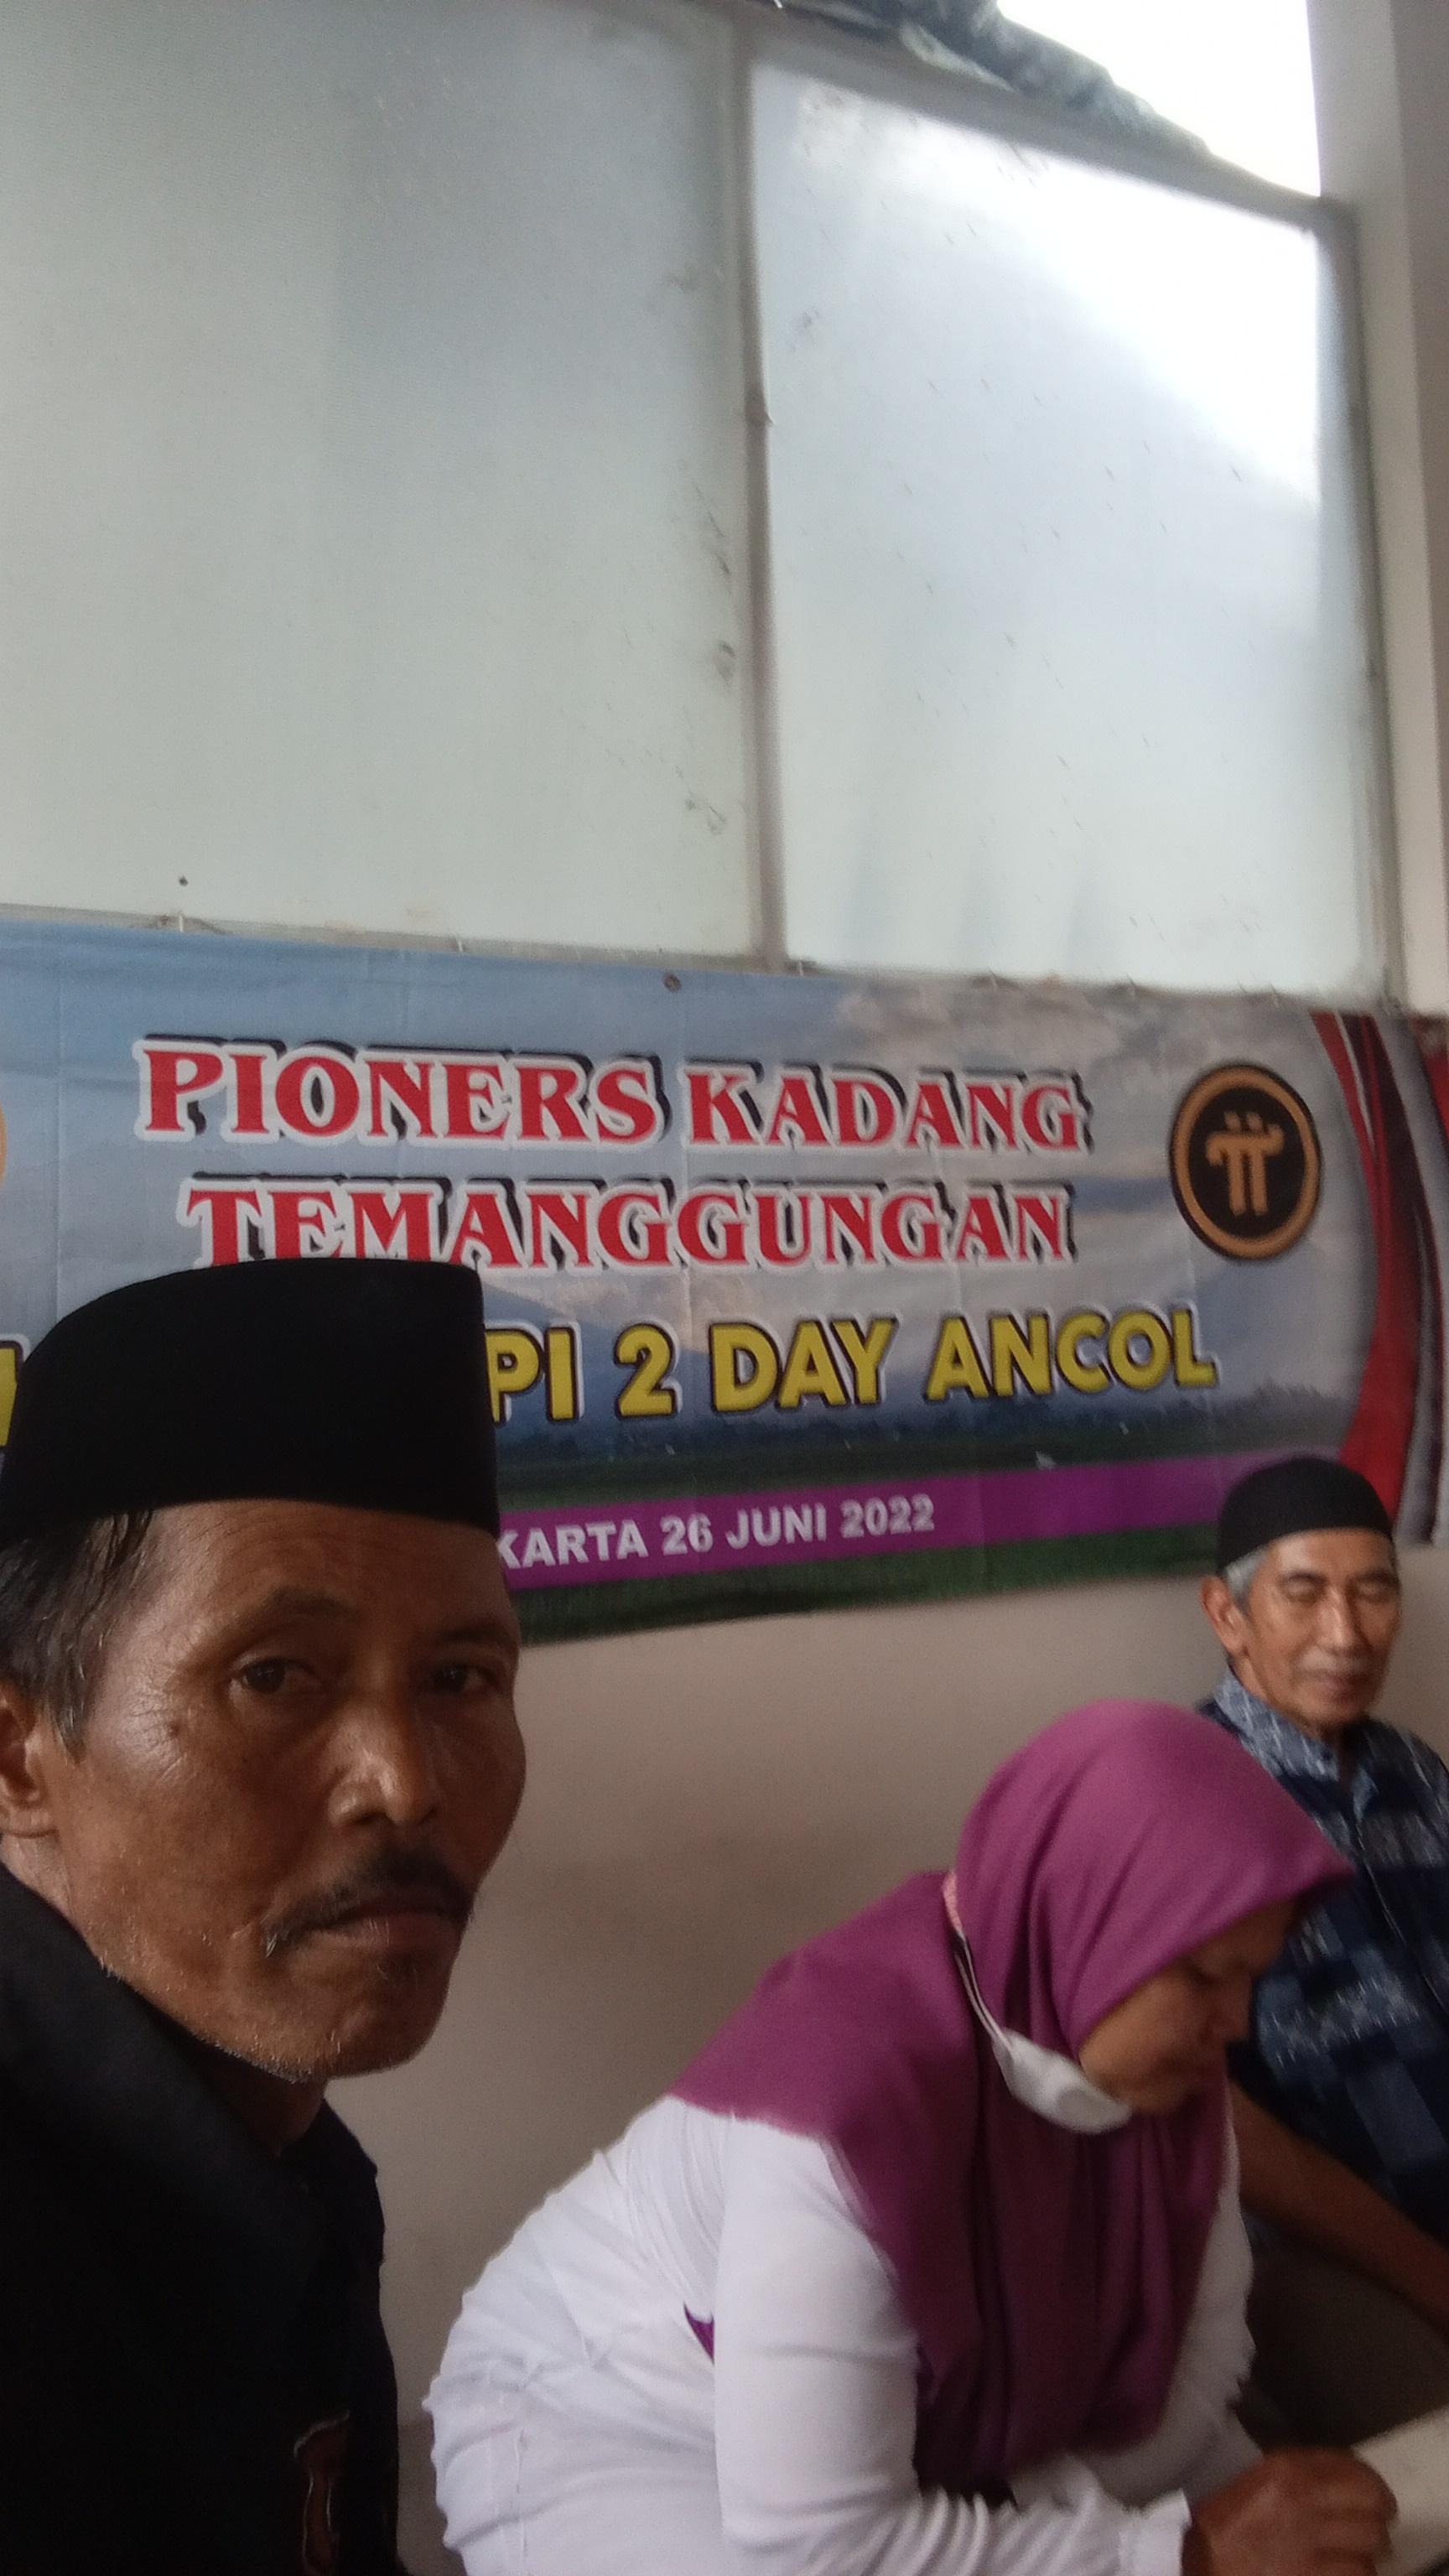 PIONERS KADANG
TEMANGGUNGAN
PI 2 DAY ANCOL
KARTA 26 JUNI 2022